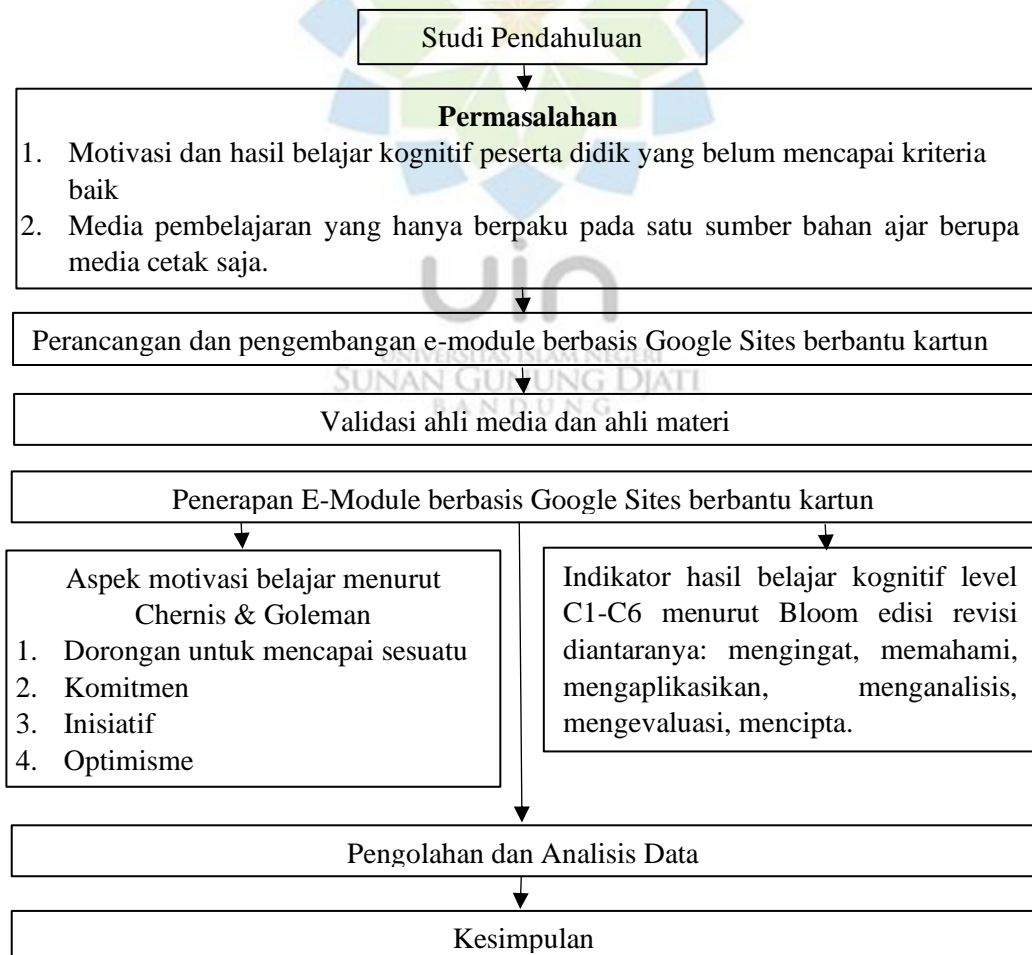 Studi Pendahuluan
Permasalahan
1. Motivasi dan hasil belajar kognitif peserta didik yang belum mencapai kriteria
baik
2. Media pembelajaran yang hanya berpaku pada satu sumber bahan ajar berupa
media cetak saja.
uin
Perancangan dan pengembangan e-module berbasis Google Sites berbantu kartun
UNIVERSITAS ISLAM NEGERI
SUNAN GUNUNG DJATI
BANDUNG
Validasi ahli media dan ahli materi
Penerapan E-Module berbasis Google Sites berbantu kartun
Aspek motivasi belajar menurut
Chernis & Goleman
1. Dorongan untuk mencapai sesuatu
2. Komitmen
3. Inisiatif
4. Optimisme
Indikator hasil belajar kognitif level
C1-C6 menurut Bloom edisi revisi
diantaranya: mengingat, memahami,
mengaplikasikan, menganalisis,
mengevaluasi, mencipta.
Pengolahan dan Analisis Data
Kesimpulan